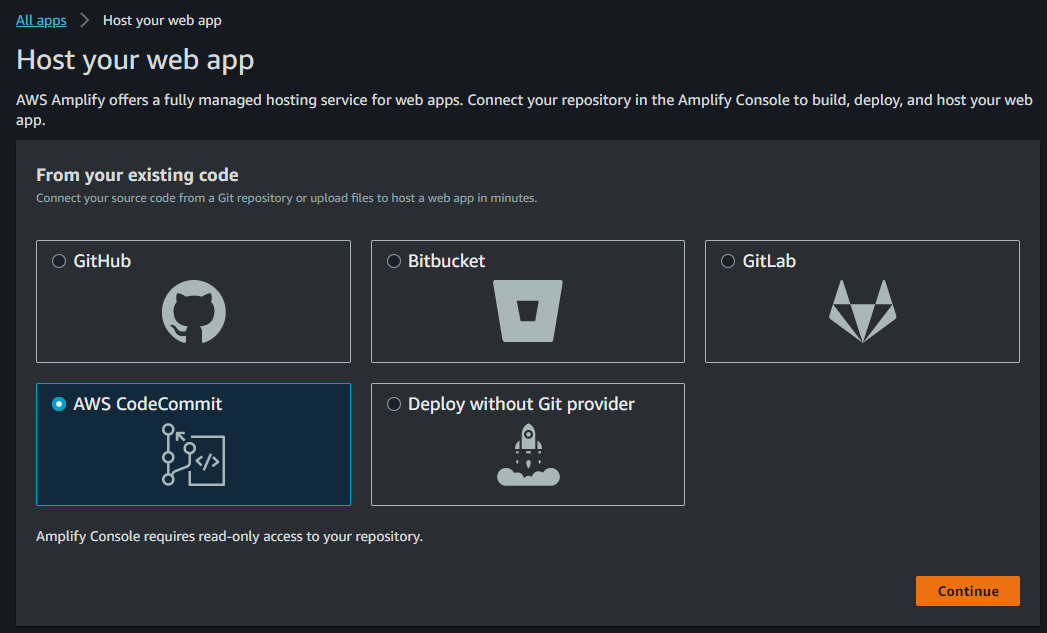 All apps > Host your web app
Host your web app
AWS Amplify offers a fully managed hosting service for web apps. Connect your repository in the Amplify Console to build, deploy, and host your web
app.
From your existing code
Connect your source code from a Git repository or upload files to host a web app in minutes.
GitHub
Bitbucket
GitLab
AWS CodeCommit
</>
Deploy without Git provider
Amplify Console requires read-only access to your repository.
Continue